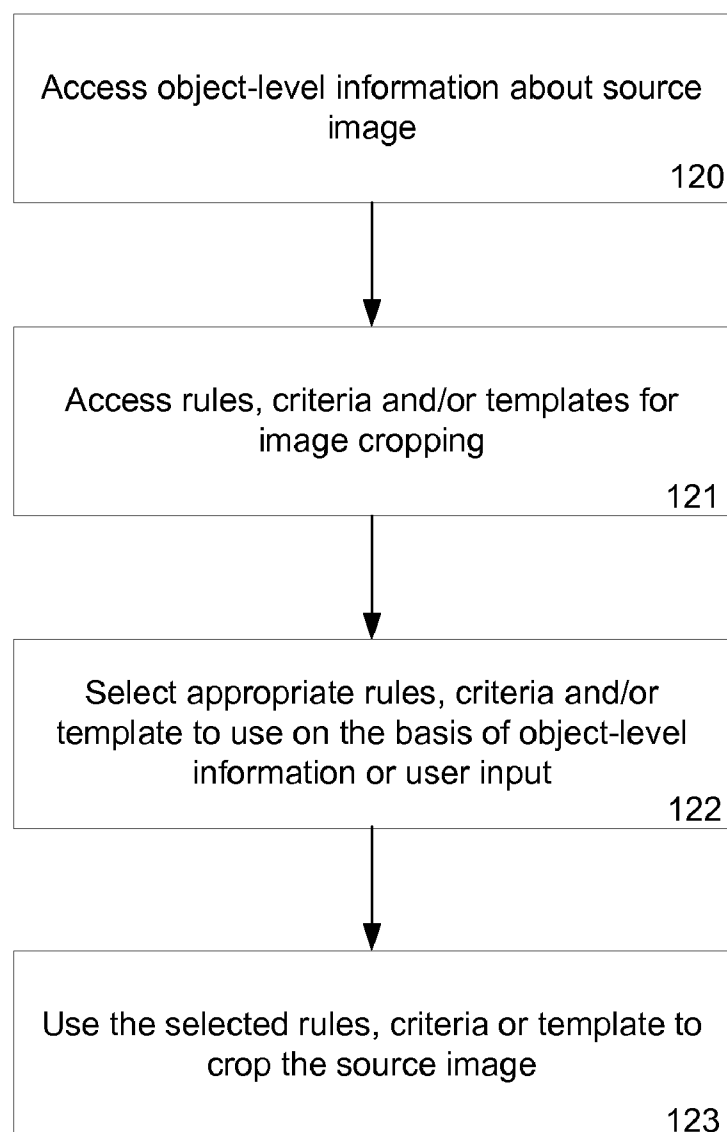 Access object-level information about source
image
120
Access rules, criteria and/or templates for
image cropping
121
Select appropriate rules, criteria and/or
template to use on the basis of object-level
information or user input
122
Use the selected rules, criteria or template to
crop the source image
123